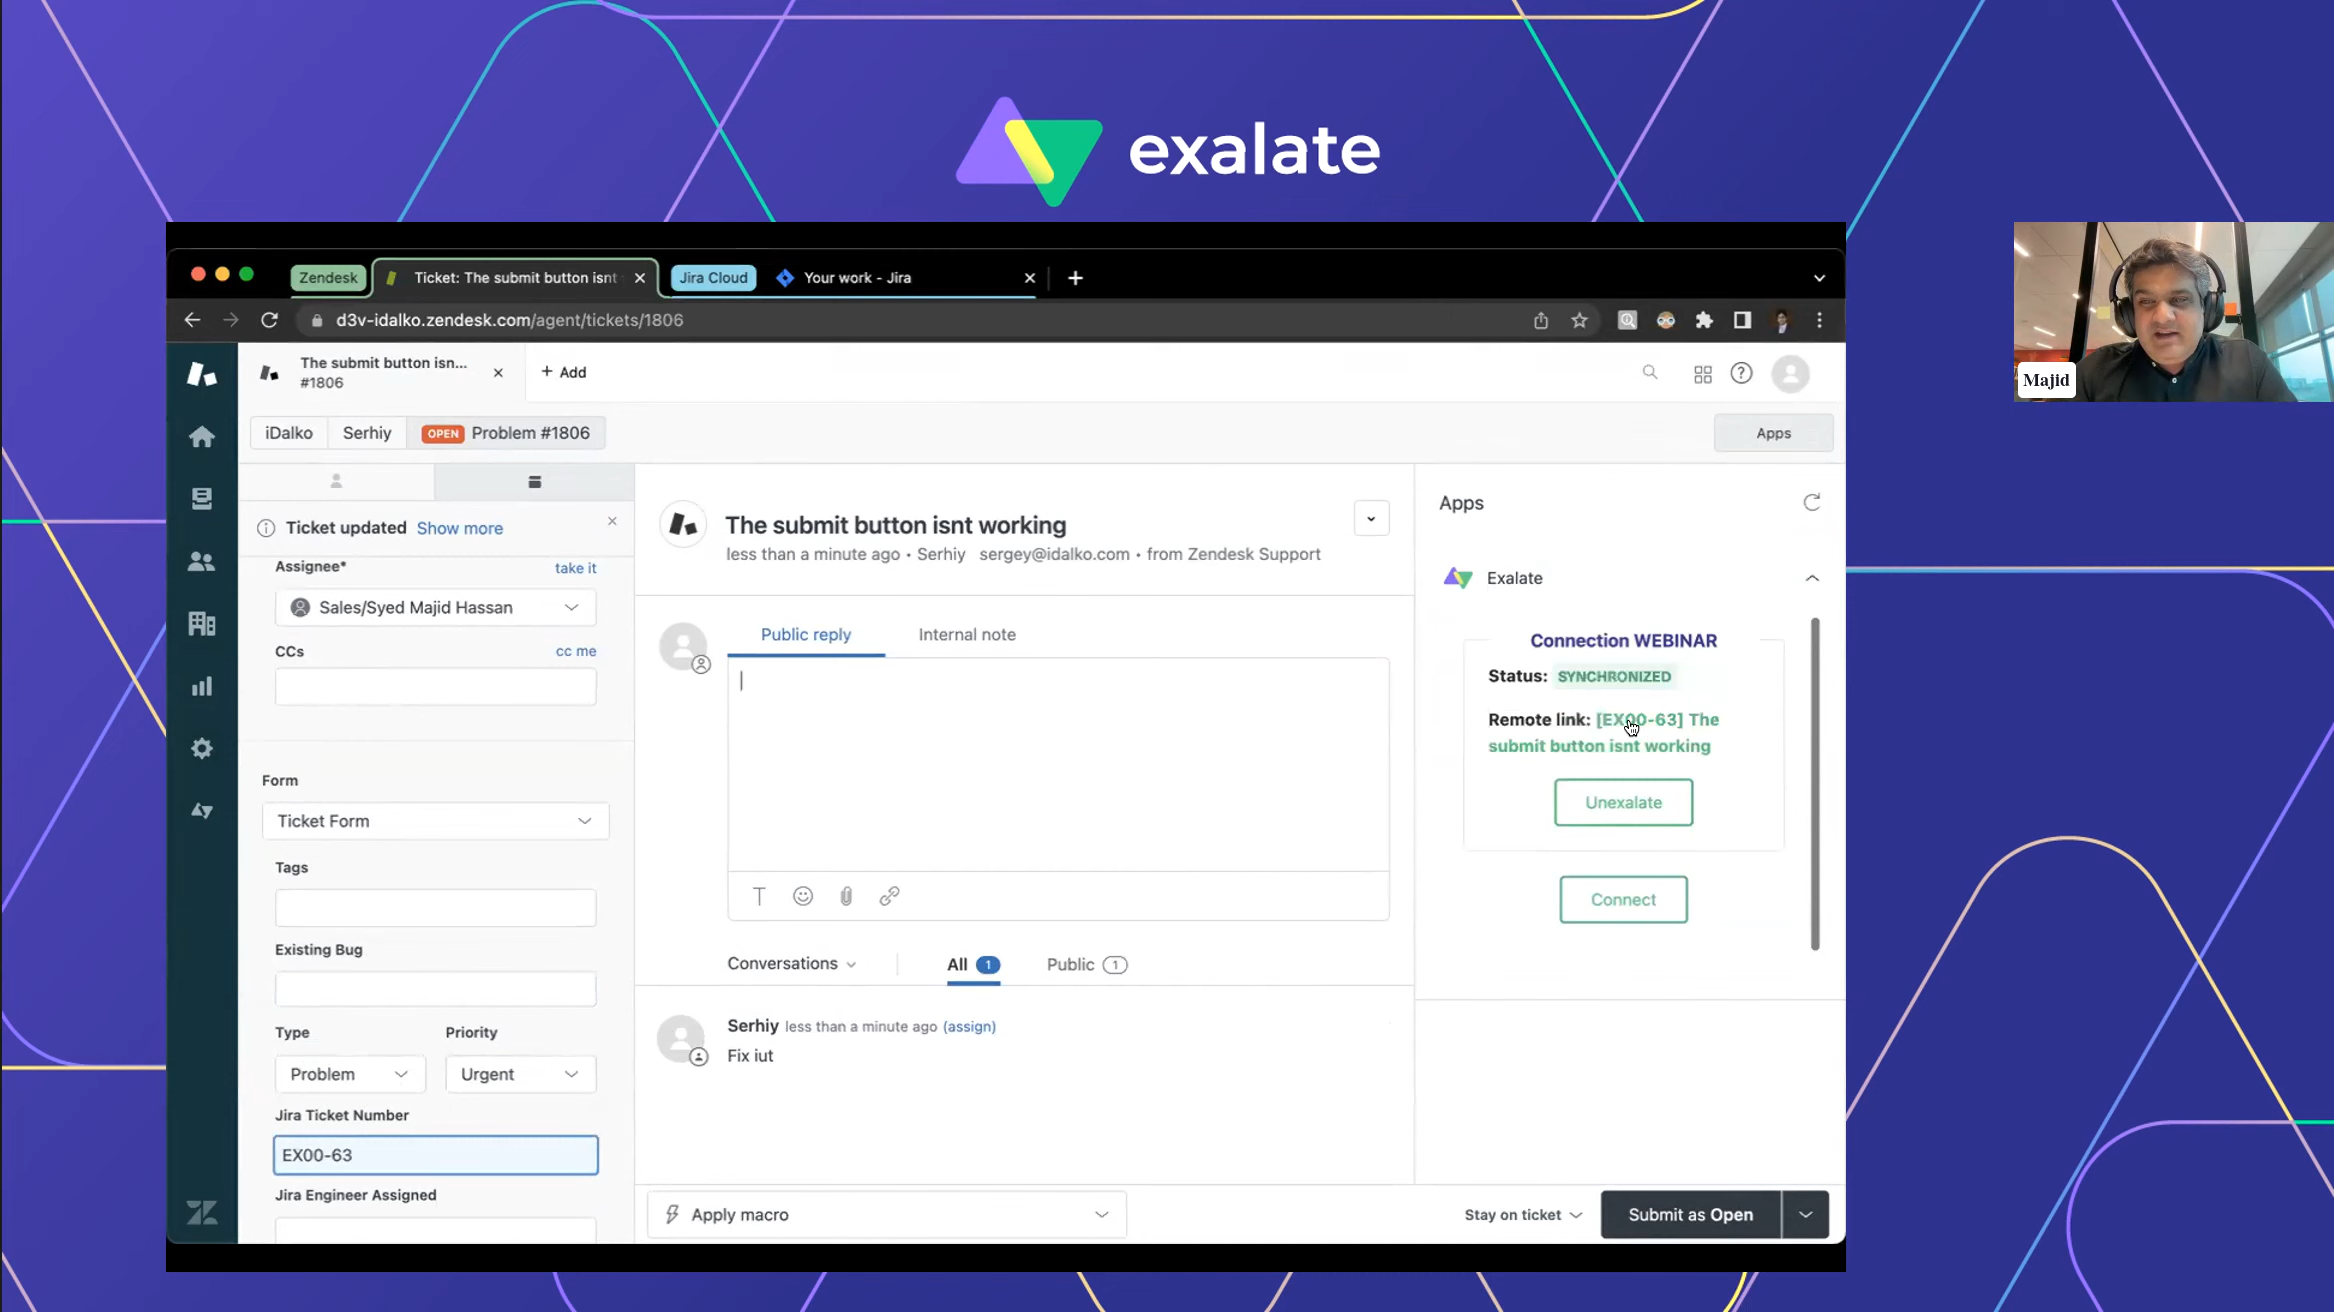 exalate
Zendesk
Ticket: The submit button isnt
Jira Cloud
Your work - Jira
d3v-idalko.zendesk.com/agent/tickets/1806
Majid
The submit button isn...
#1806
+ Add
iDalko
Serhiy
OPEN Problem #1806
Apps
Ticket updated Show more
Assignee*
take it
Sales/Syed Majid Hassan
CCs
cc me
Form
Ticket Form
Tags
Existing Bug
Type
Priority
Problem
Urgent
Jira Ticket Number
EX00-63
Jira Engineer Assigned
The submit button isnt working
less than a minute ago • Serhiy sergey@idalko.com • from Zendesk Support
Public reply
Internal note
Conversations
All 1
Public 1
Serhiy less than a minute ago (assign)
Fix iut
Apply macro
Apps
Exalate
Connection WEBINAR
Status: SYNCHRONIZED
Remote link: [EX00-63] The
submit button isnt working
Unexalate
Connect
Stay on ticket
Submit as Open